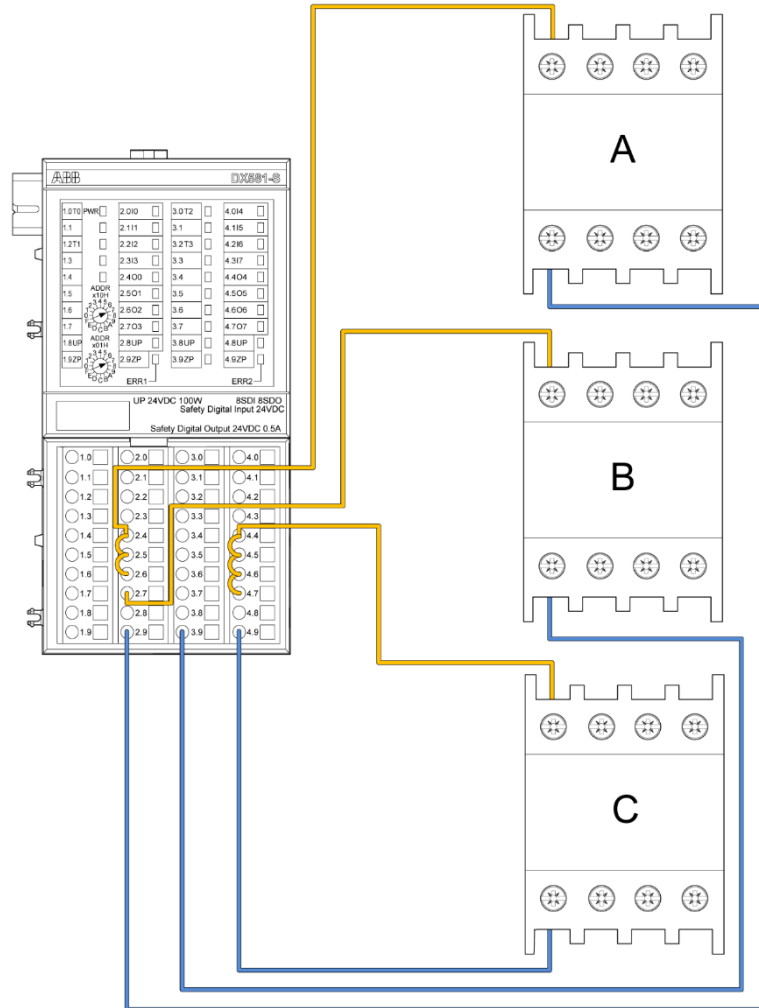 A
ABB DX581-S
1.0T0 PWR 2.0I0 3.0T2 4.0I4
1.1 2.1I1 3.1 4.1I5
1.2T1 2.2I2 3.2T3 4.2I6
1.3 2.3I3 3.3 4.3I7
1.4 2.4O0 3.4 4.4O4
1.5 ADDR x10H 2.5O1 3.5 4.5O5
1.6 2.6O2 3.6 4.6O6
1.7 2.7O3 3.7 4.7O7
1.8UP ADDR x01H 2.8UP 3.8UP 4.8UP
1.9ZP 2.9ZP 3.9ZP 4.9ZP
ERR1 ERR2
UP 24VDC 100W 8SDI 8SDO
Safety Digital Input 24VDC
Safety Digital Output 24VDC 0.5A
1.0 2.0 3.0 4.0
1.1 2.1 3.1 4.1
1.2 2.2 3.2 4.2
1.3 2.3 3.3 4.3
1.4 2.4 3.4 4.4
1.5 2.5 3.5 4.5
1.6 2.6 3.6 4.6
1.7 2.7 3.7 4.7
1.8 2.8 3.8 4.8
1.9 2.9 3.9 4.9
B
C